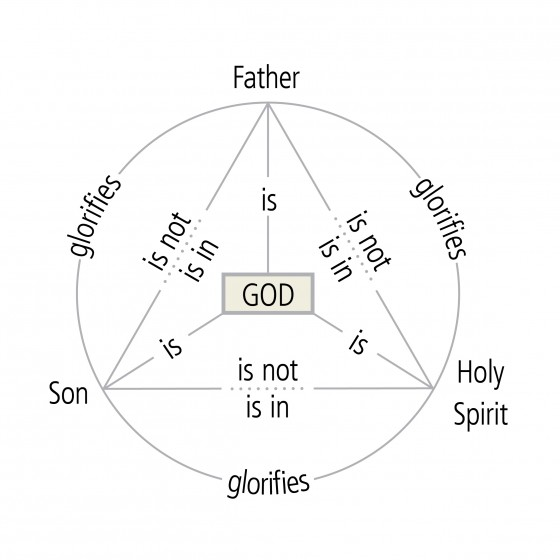 Father
glorifies
glorifies
is
is not
is in
is not
is in
GOD
is
is
is not
is in
Son
Holy
Spirit
glorifies